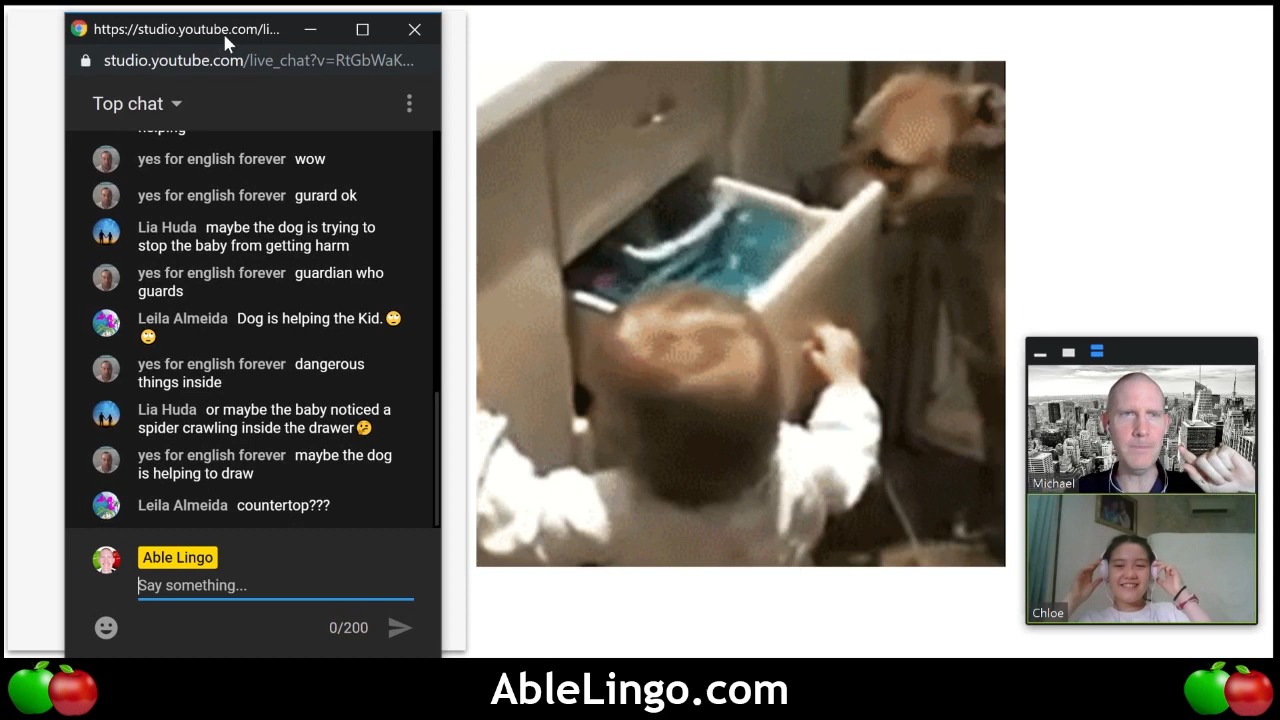 https://studio.youtube.com/li...
studio.youtube.com/live_chat?v=RtGbWaK...
Top chat
helping
yes for english forever wow
yes for english forever gurard ok
Lia Huda maybe the dog is trying to
stop the baby from getting harm
yes for english forever guardian who
guards
Leila Almeida Dog is helping the Kid.🙄
🙄
yes for english forever dangerous
things inside
Lia Huda or maybe the baby noticed a
spider crawling inside the drawer🤔
yes for english forever maybe the dog
is helping to draw
Leila Almeida countertop???
Able Lingo
Say something...
0/200
Michael
Chloe
AbleLingo.com